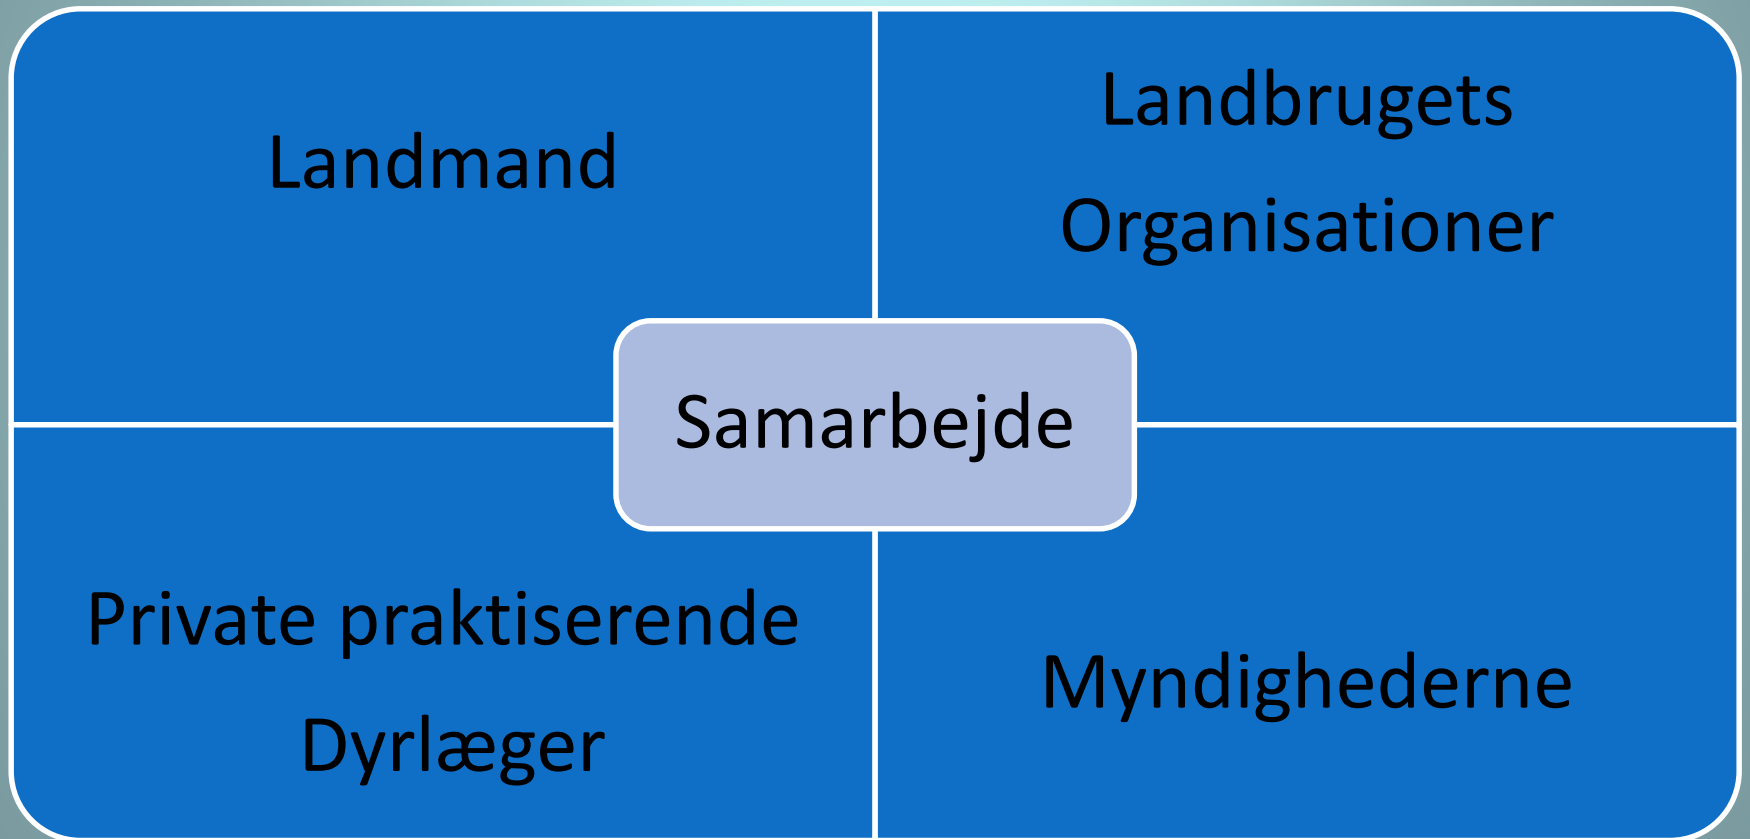 Landmand
Landbrugets
Organisationer
Samarbejde
Private praktiserende
Dyrlæger
Myndighederne